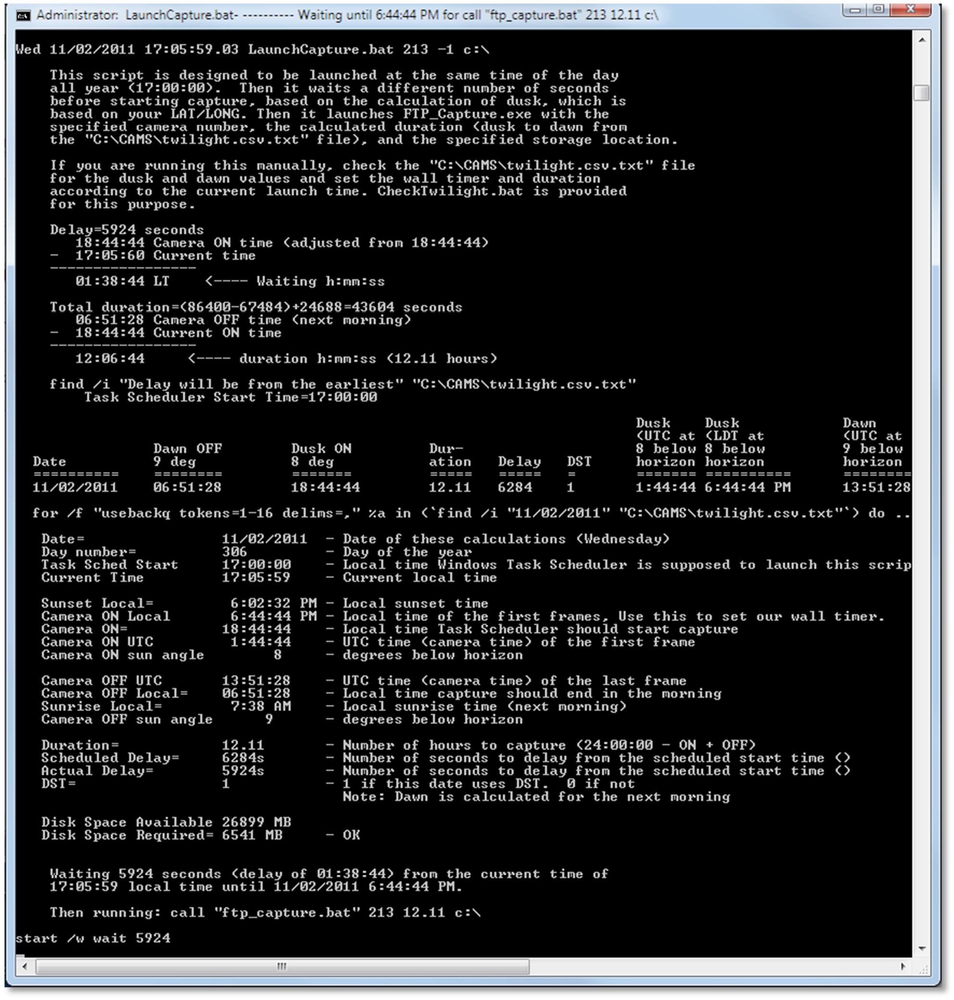 Administrator: LaunchCapture.bat- ---------- Waiting until 6:44:44 PM for call "ftp_capture.bat" 213 12.11 c:\
Wed 11/02/2011 17:05:59.03 LaunchCapture.bat 213 -1 c:\
This script is designed to be launched at the same time of the day
all year (17:00:00).  Then it waits a different number of seconds
before starting capture, based on the calculation of dusk, which is
based on your LAT/LONG. Then it launches FTP_Capture.exe with the
specified camera number, the calculated duration (dusk to dawn from
the "C:\CAMS\twilight.csv.txt" file), and the specified storage location.
If you are running this manually, check the "C:\CAMS\twilight.csv.txt" file
for the dusk and dawn values and set the wall timer and duration
according to the current launch time. CheckTwilight.bat is provided
for this purpose.
Delay=5924 seconds
18:44:44 Camera ON time (adjusted from 18:44:44)
-  17:05:60 Current time
-----------------
01:38:44 LT    <---- Waiting h:mm:ss
Total duration=(86400-67484)+24688=43604 seconds
06:51:28 Camera OFF time (next morning)
-  18:44:44 Current ON time
-----------------
12:06:44     <---- duration h:mm:ss (12.11 hours)
find /i "Delay will be from the earliest" "C:\CAMS\twilight.csv.txt"
Task Scheduler Start Time=17:00:00
Dusk    Dusk            Dawn
(UTC at (LDT at         (UTC at
Dawn OFF        Dusk ON         Dur-                    8 below 8 below         9 below
Date          9 deg           8 deg           ation   Delay   DST     horizon horizon         horizon
==========    ========        =======         =====   =====   =       ======= ==========      ========
11/02/2011    06:51:28        18:44:44        12.11   6284    1       1:44:44 6:44:44 PM      13:51:28
for /f "usebackq tokens=1-16 delims=," %a in (`find /i "11/02/2011" "C:\CAMS\twilight.csv.txt"`) do ..
Date=                11/02/2011  - Date of these calculations (Wednesday)
Day number=          306         - Day of the year
Task Sched Start     17:00:00    - Local time Windows Task Scheduler is supposed to launch this scrip
Current Time         17:05:59    - Current local time
Sunset Local=         6:02:32 PM - Local sunset time
Camera ON Local       6:44:44 PM - Local time of the first frames, Use this to set our wall timer.
Camera ON=           18:44:44    - Local time Task Scheduler should start capture
Camera ON UTC         1:44:44    - UTC time (camera time) of the first frame
Camera ON sun angle        8     - degrees below horizon
Camera OFF UTC       13:51:28    - UTC time (camera time) of the last frame
Camera OFF Local=    06:51:28    - Local time capture should end in the morning
Sunrise Local=        7:38 AM    - Local sunrise time (next morning)
Camera OFF sun angle      9      - degrees below horizon
Duration=            12.11       - Number of hours to capture (24:00:00 - ON + OFF)
Scheduled Delay=     6284s       - Number of seconds to delay from the scheduled start time ()
Actual Delay=        5924s       - Number of seconds to delay from the scheduled start time ()
DST=                 1           - 1 if this date uses DST.  0 if not
Note: Dawn is calculated for the next morning
Disk Space Available 26899 MB
Disk Space Required= 6541 MB     - OK
Waiting 5924 seconds (delay of 01:38:44) from the current time of
17:05:59 local time until 11/02/2011 6:44:44 PM.
Then running: call "ftp_capture.bat" 213 12.11 c:\
start /w wait 5924